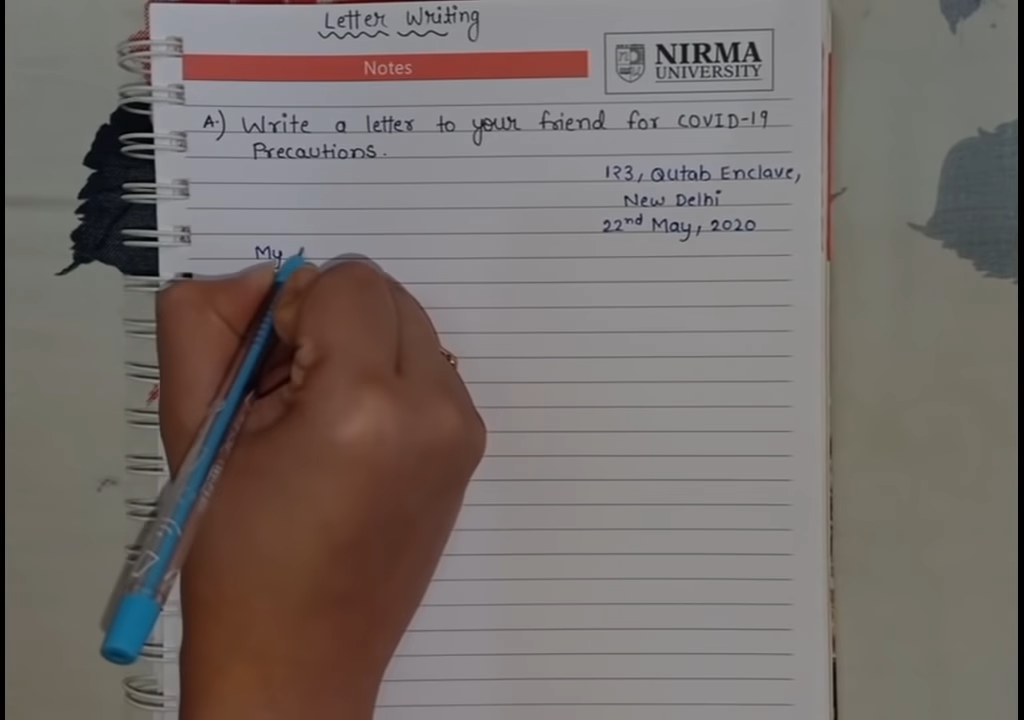 Letter Writing
Notes
NIRMA
UNIVERSITY
A.) Write a letter to your friend for COVID-19
Precautions.
123, Qutab Enclave,
New Delhi
22nd May, 2020
My